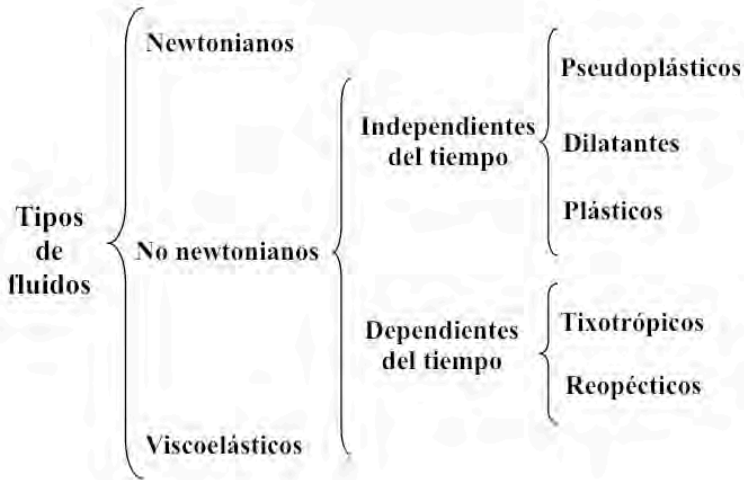 Tipos
de
fluidos
Newtonianos
No newtonianos
Independientes
del tiempo
Pseudoplásticos
Dilatantes
Plásticos
Dependientes
del tiempo
Tixotrópicos
Reopécticos
Viscoelásticos